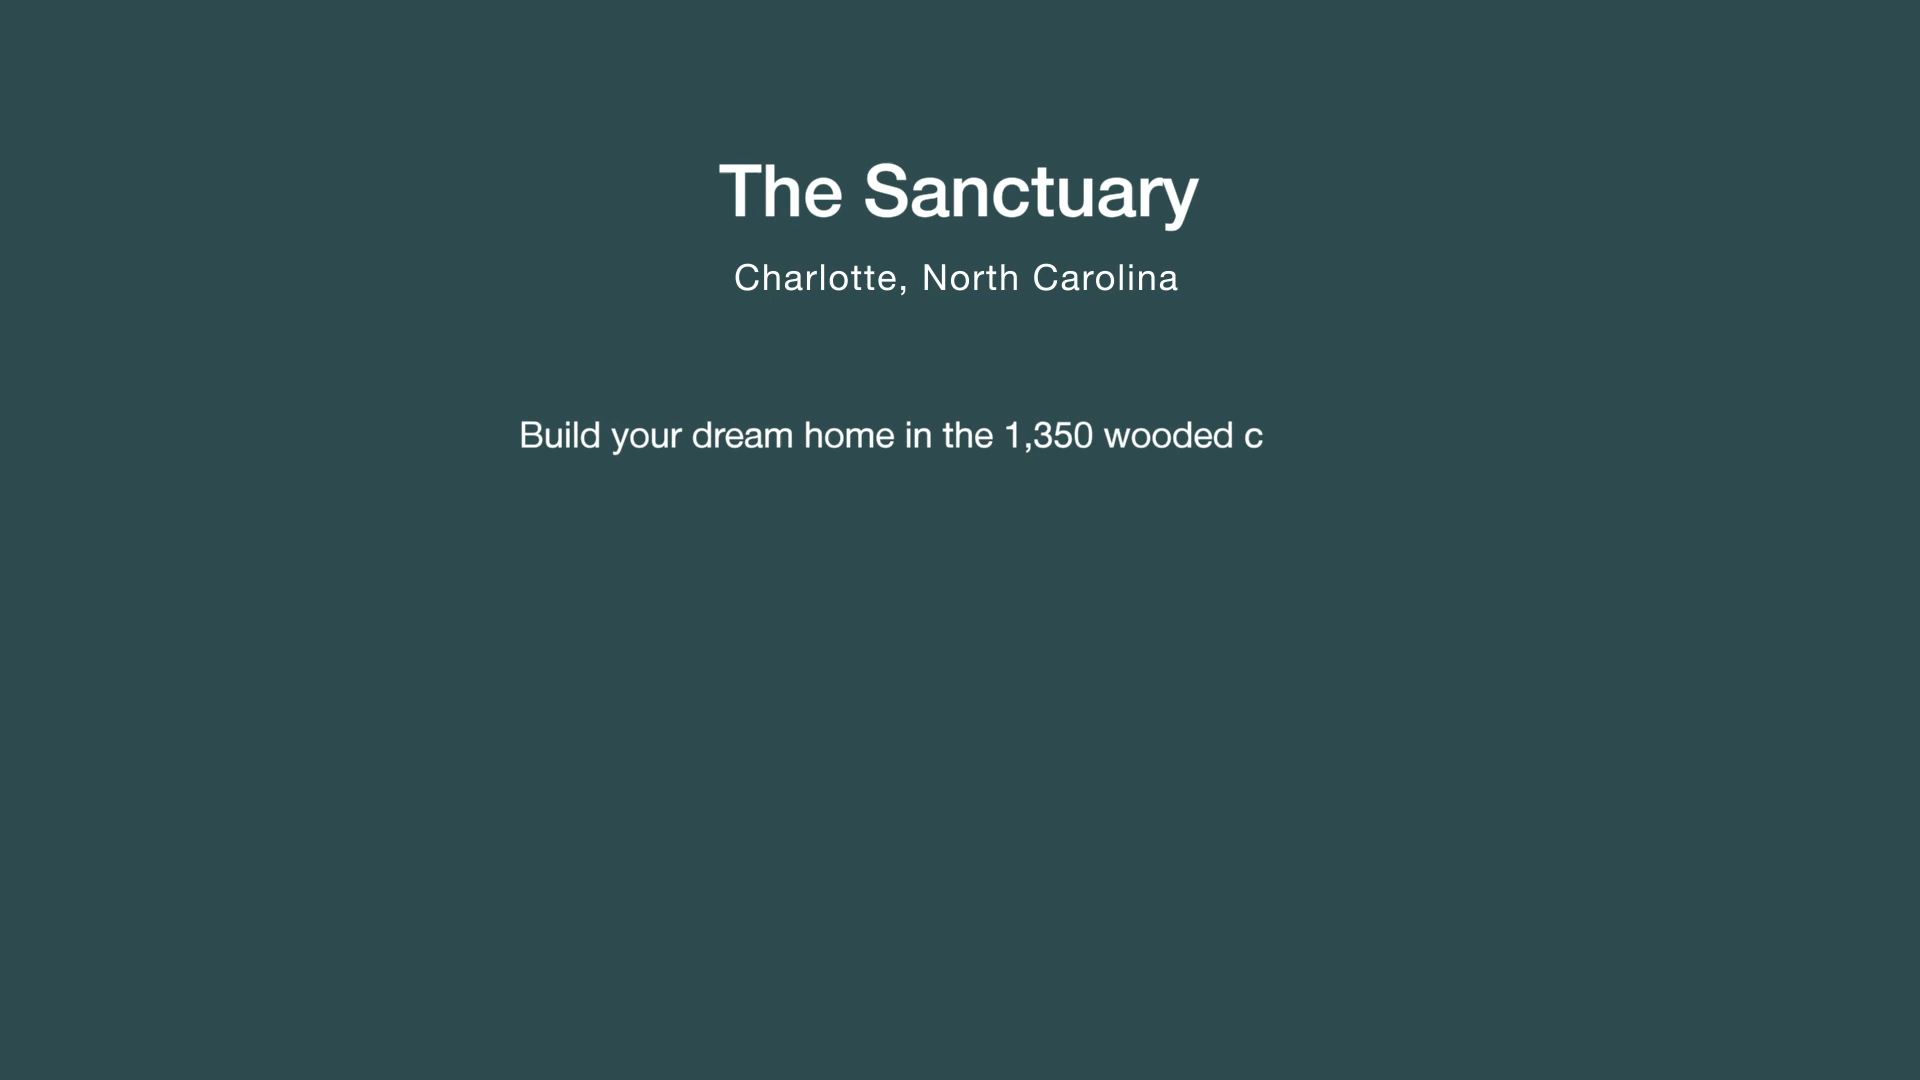 The Sanctuary
Charlotte, North Carolina
Build your dream home in the 1,350 wooded c